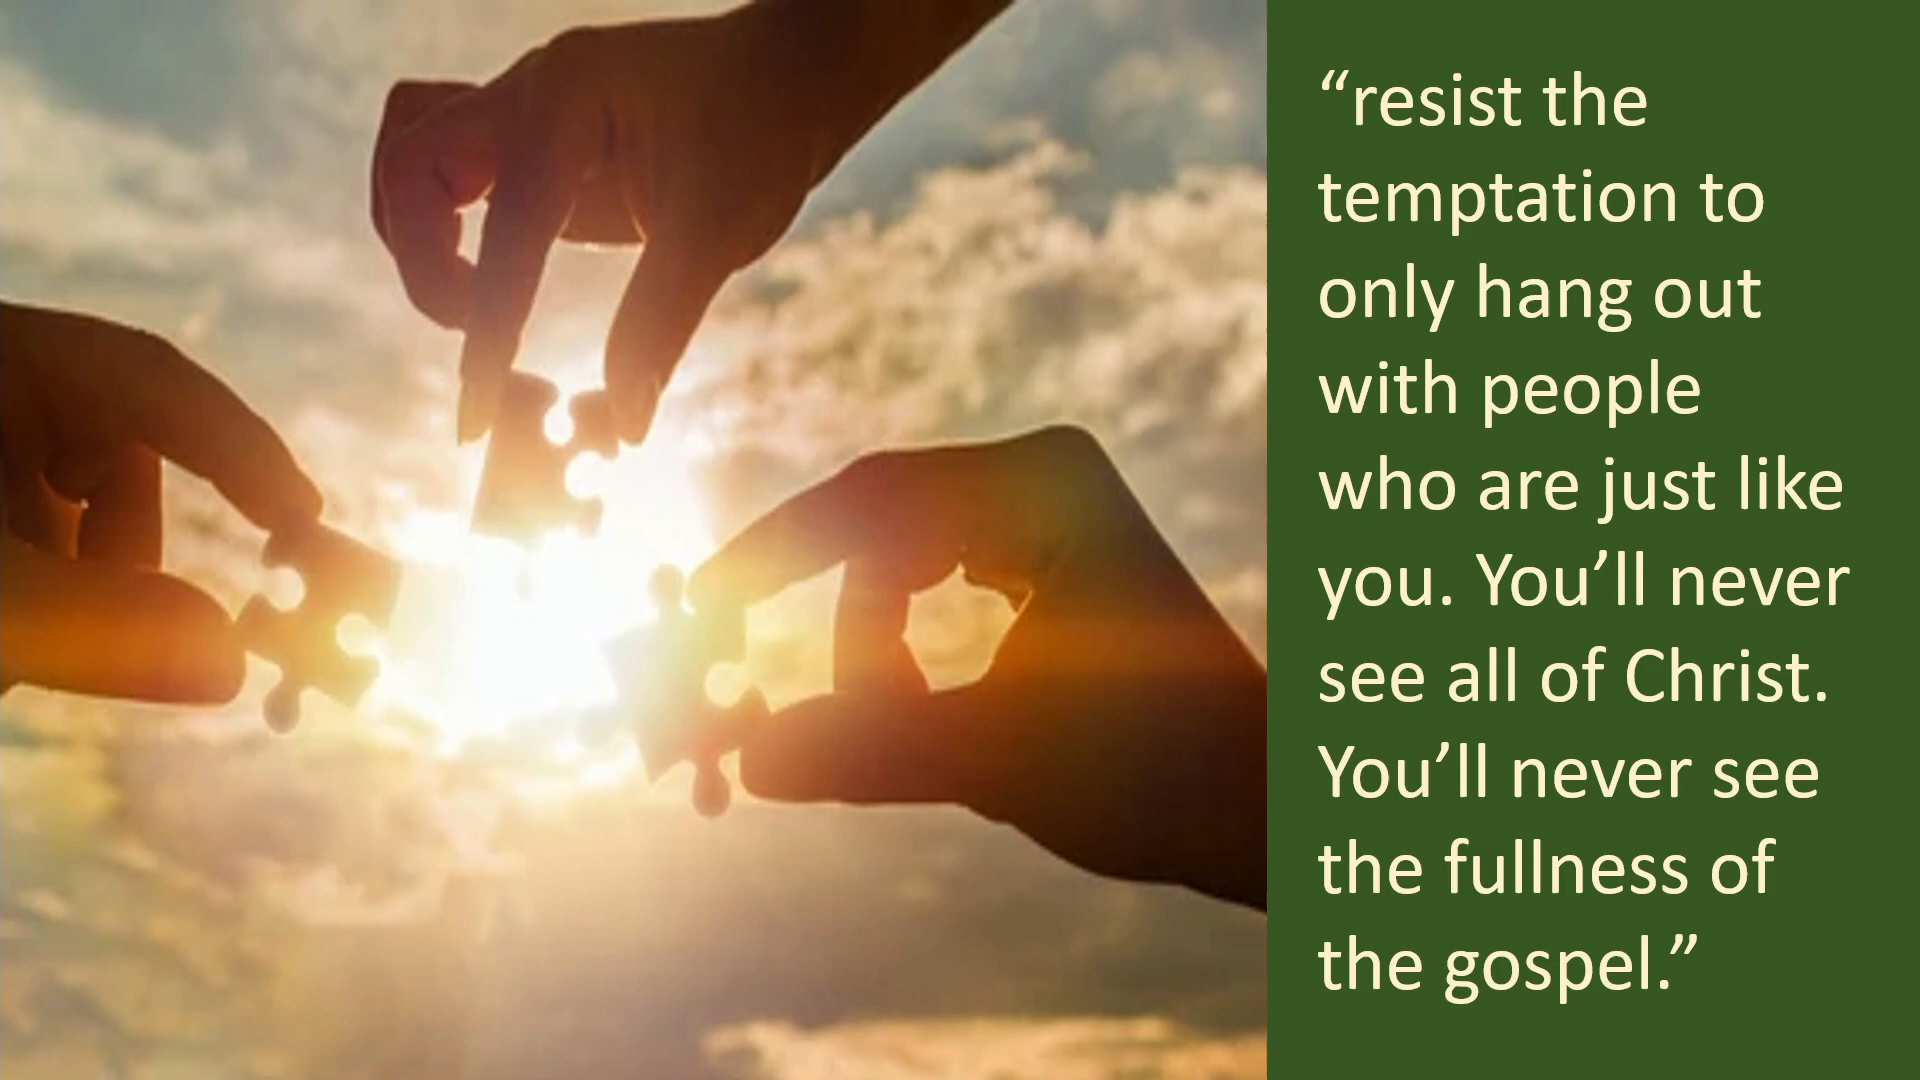 “resist the
temptation to
only hang out
with people
who are just like
you. You’ll never
see all of Christ.
You’ll never see
the fullness of
the gospel.”